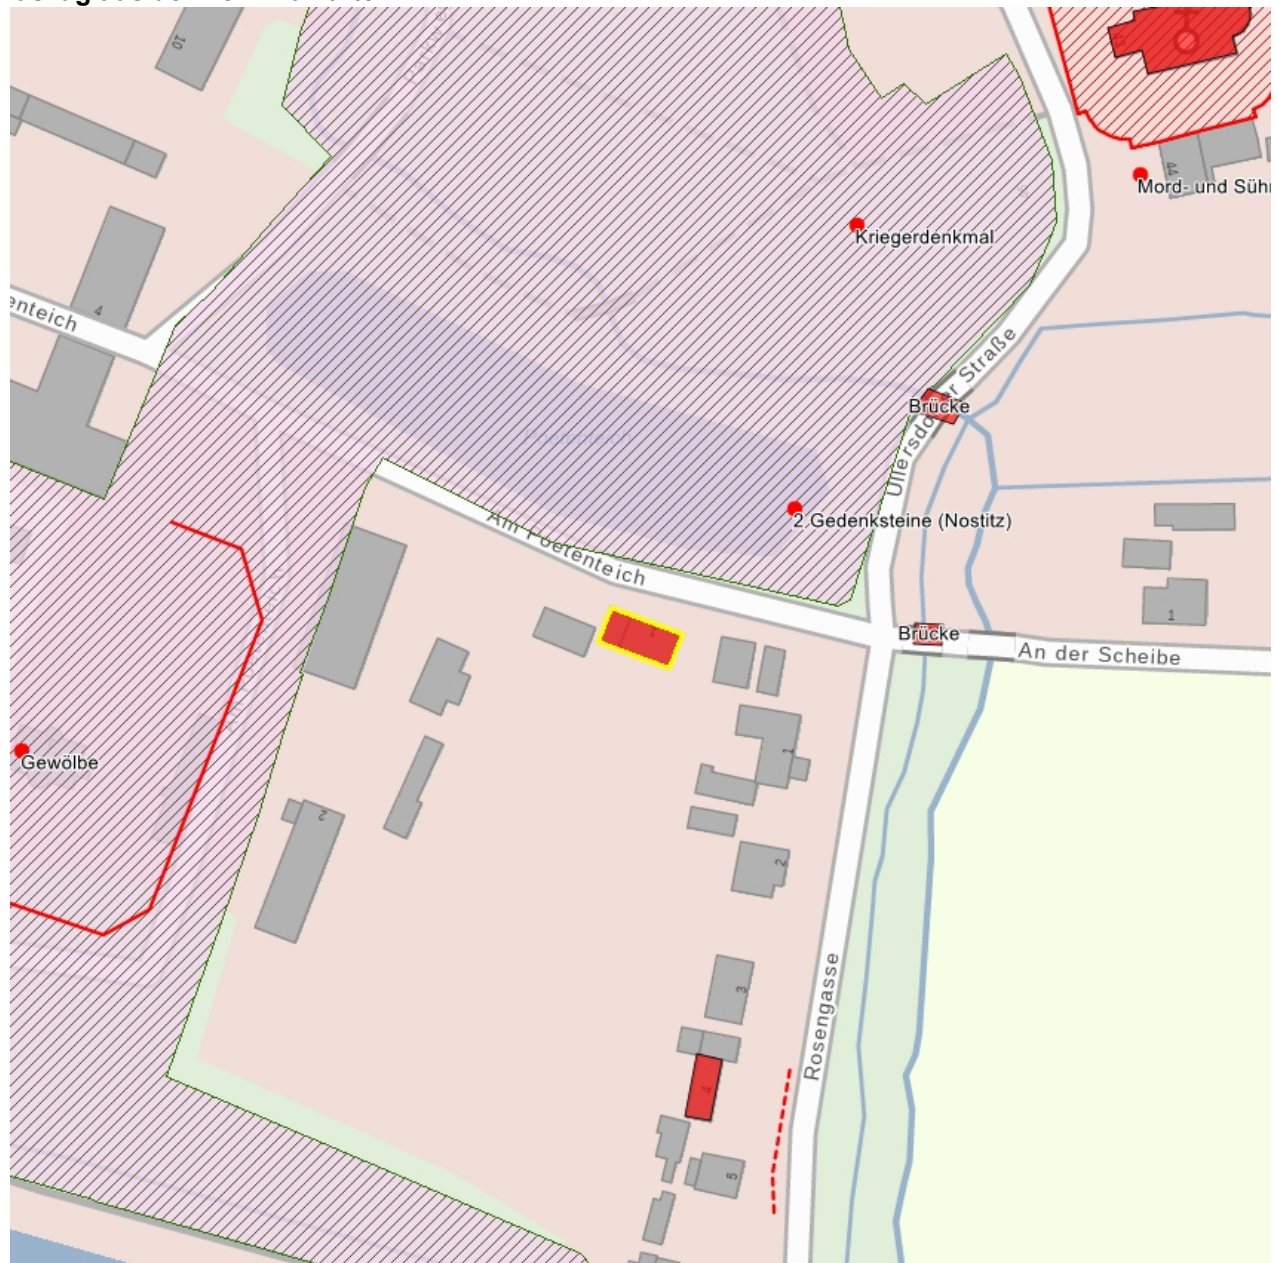 10
44
Mord- und Sühn
Kriegerdenkmal
enteich
4
Ullersdorfer Straße
Brücke
Poetenteich
2 Gedenksteine (Nostitz)
Am Poetenteich
1
1
Brücke
An der Scheibe
Gewölbe
1
2
2
3
Rosengasse
4
5